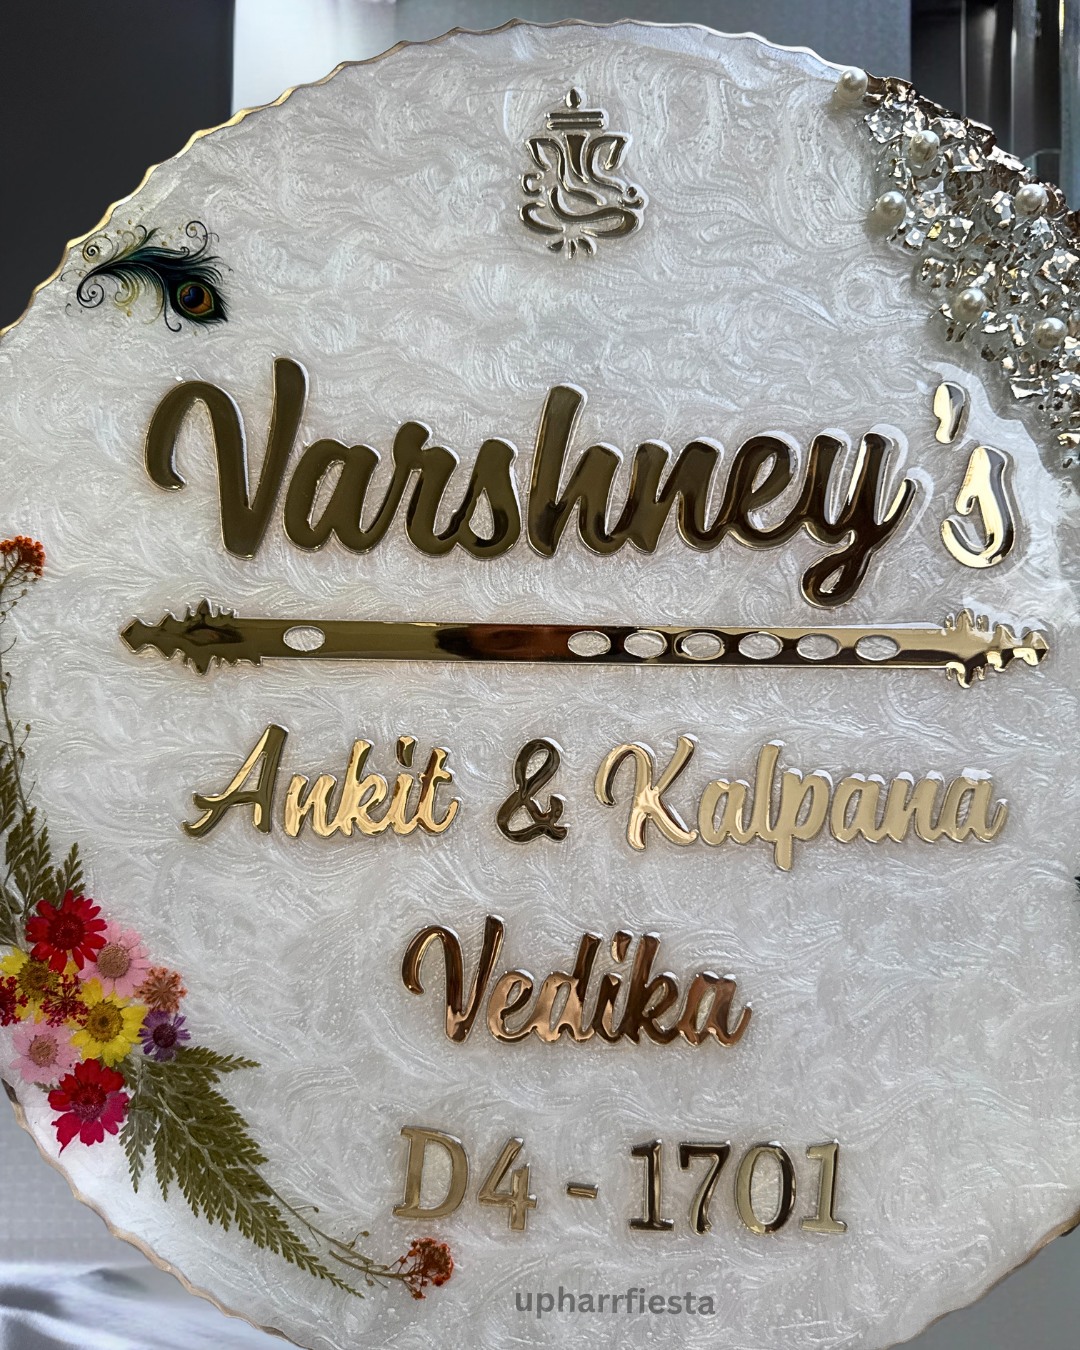 Varshney's
Ankit & Kalpana
Vedika
D4 - 1701
upharrfiesta